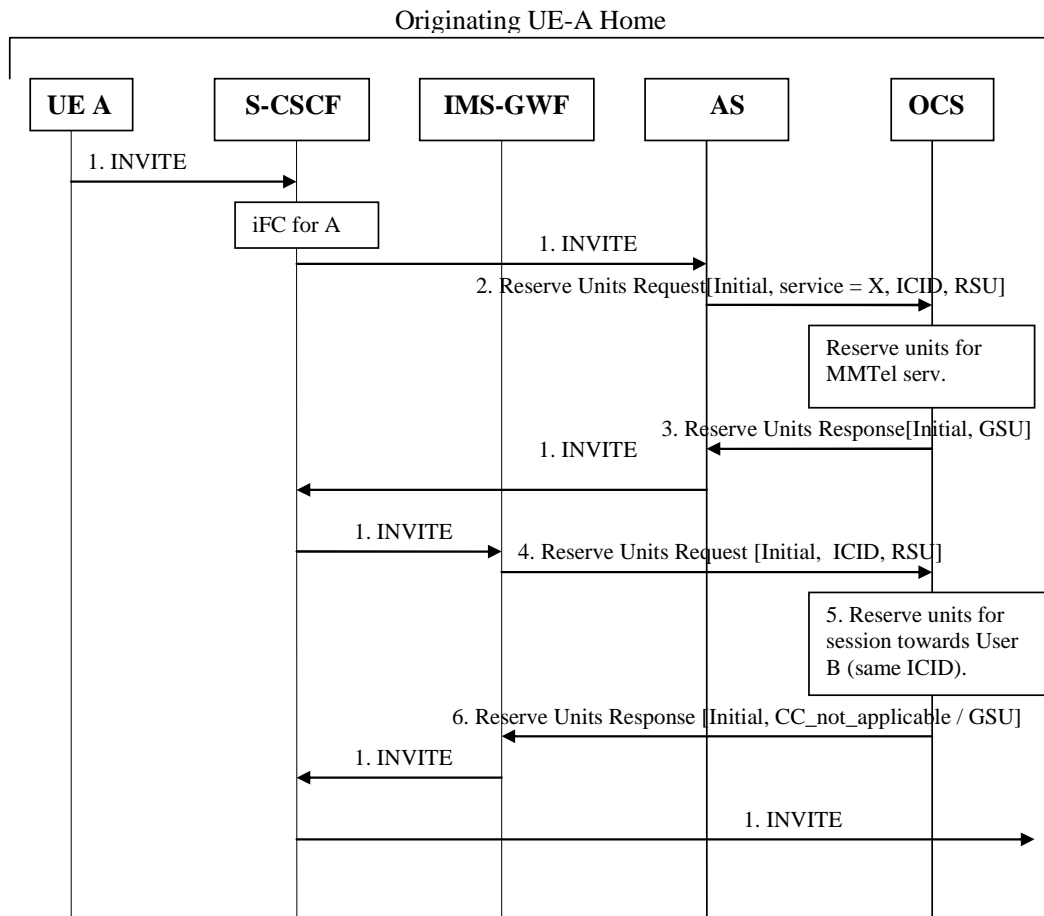 Originating UE-A Home
UE A
S-CSCF
IMS-GWF
AS
OCS
1. INVITE
iFC for A
1. INVITE
2. Reserve Units Request[Initial, service = X, ICID, RSU]
Reserve units for
MMTel serv.
3. Reserve Units Response[Initial, GSU]
1. INVITE
1. INVITE
4. Reserve Units Request [Initial, ICID, RSU]
5. Reserve units for
session towards User
B (same ICID).
6. Reserve Units Response [Initial, CC_not_applicable / GSU]
1. INVITE
1. INVITE